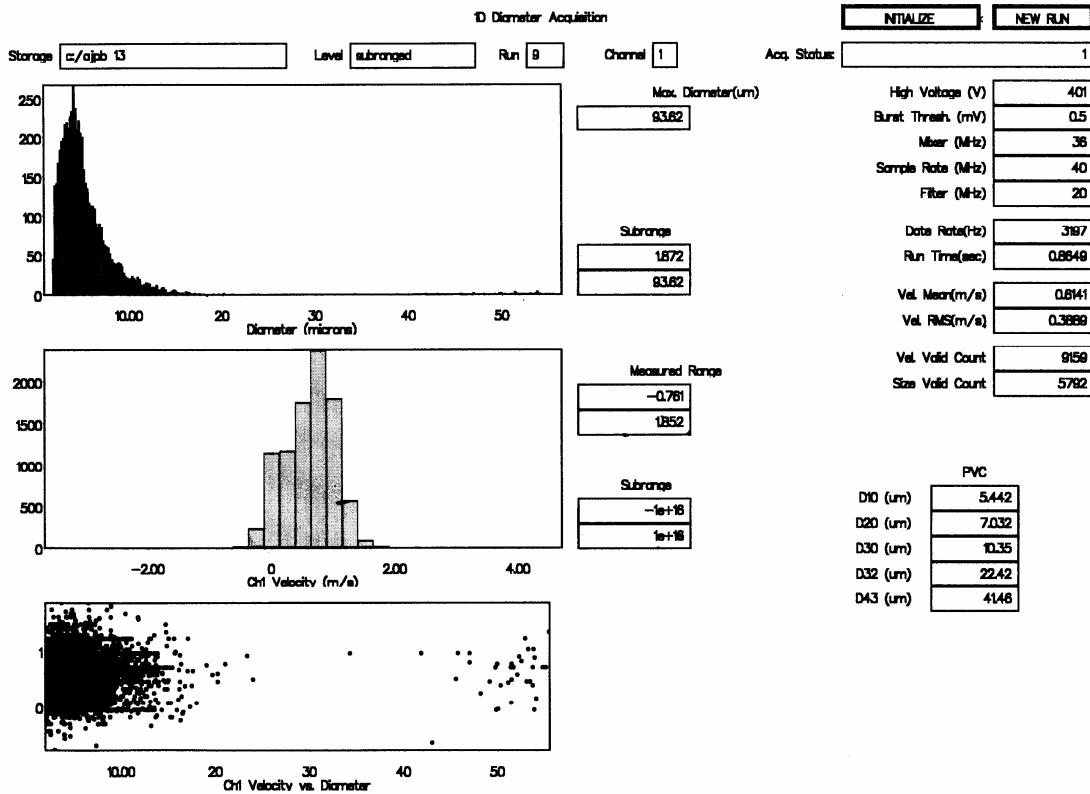 1D Diameter Acquisition
INITIALIZE NEW RUN
Storage c:/ajpb 13 Level subranged Run 9 Channel 1 Acq. Status: 1
Max. Diameter(um)
93.62
High Voltage (V) 401
Burst Thresh. (mV) 0.5
Mixer (MHz) 36
Sample Rate (MHz) 40
Filter (MHz) 20
Subrange
1.872
93.62
Data Rate(Hz) 3197
Run Time(sec) 0.8649
Vel. Mean(m/s) 0.6141
Vel. RMS(m/s)
Vel. Valid Count 9159
Size Valid Count 5792
250
200
150
100
50
0
10.00 20 30 40 50
Diameter (microns)
Measured Range
-0.761
1.852
Subrange
-1e+16
1e+16
2000
1500
1000
500
0
-2.00 0 2.00 4.00
Ch1 Velocity (m/s)
PVC
D10 (um) 5.442
D20 (um) 7.032
D30 (um) 10.35
D32 (um) 22.42
D43 (um) 41.46
1
0
10.00 20 30 40 50
Ch1 Velocity vs. Diameter